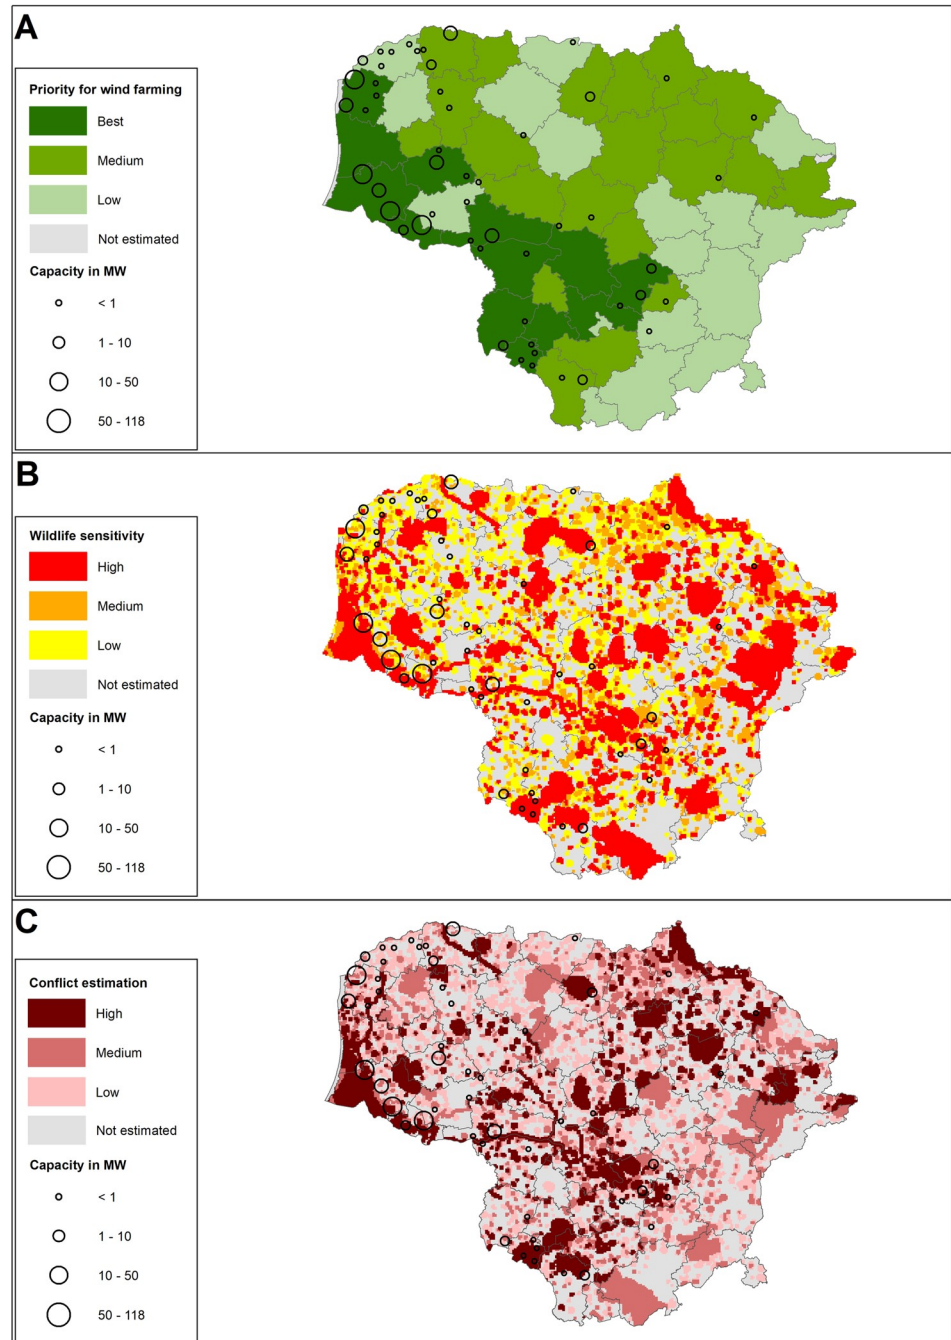 A
Priority for wind farming
Best
Medium
Low
Not estimated
Capacity in MW
< 1
1 - 10
10 - 50
50 - 118
B
Wildlife sensitivity
High
Medium
Low
Not estimated
Capacity in MW
< 1
1 - 10
10 - 50
50 - 118
C
Conflict estimation
High
Medium
Low
Not estimated
Capacity in MW
< 1
1 - 10
10 - 50
50 - 118